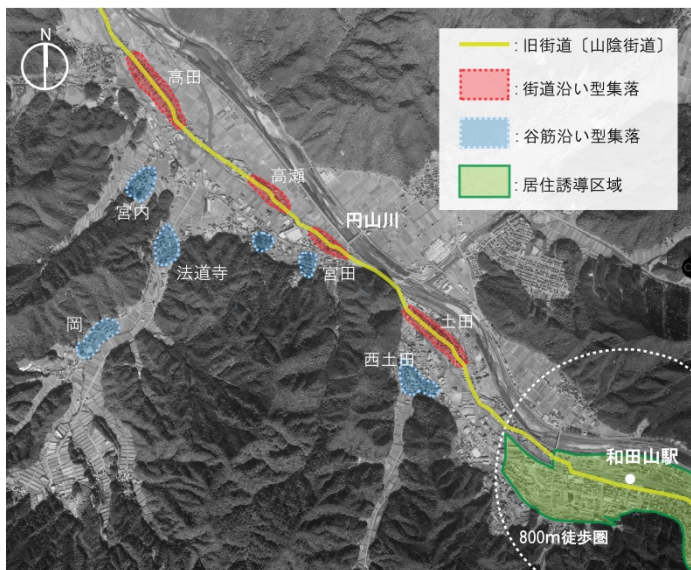 N
：旧街道〔山陰街道〕
：街道沿い型集落
：谷筋沿い型集落
：居住誘導区域
高田
高瀬
宮内
円山川
法道寺
宮田
岡
土田
西土田
和田山駅
800m徒歩圏